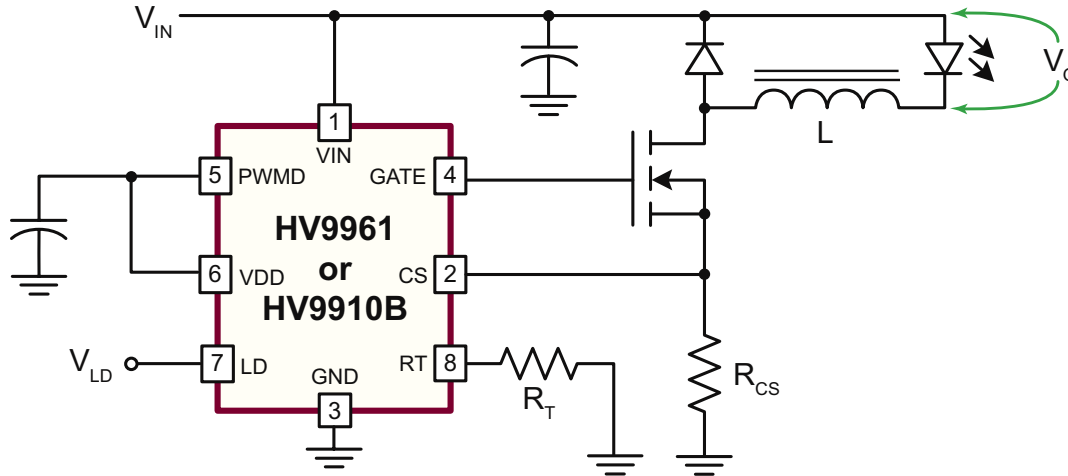 VIN
VO
1
VIN
5 PWMD
GATE 4
L
HV9961
or
HV9910B
6 VDD
CS 2
VLD
7 LD
RT 8
GND
3
RT
RCS